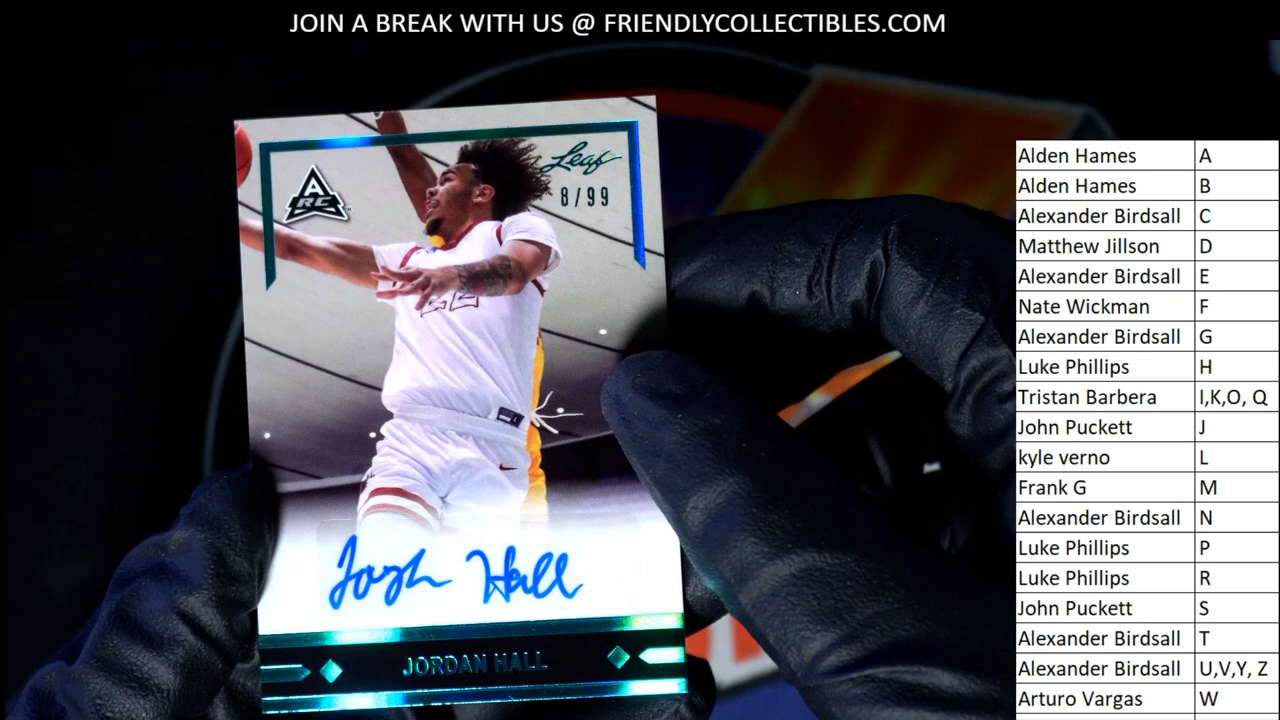 JOIN A BREAK WITH US @ FRIENDLYCOLLECTIBLES.COM
Leaf
8/99
ARC
22
Jordan Hall
JORDAN HALL
Alden Hames A
Alden Hames B
Alexander Birdsall C
Matthew Jillson D
Alexander Birdsall E
Nate Wickman F
Alexander Birdsall G
Luke Phillips H
Tristan Barbera I,K,O, Q
John Puckett J
kyle verno L
Frank G M
Alexander Birdsall N
Luke Phillips P
Luke Phillips R
John Puckett S
Alexander Birdsall T
Alexander Birdsall U,V,Y, Z
Arturo Vargas W